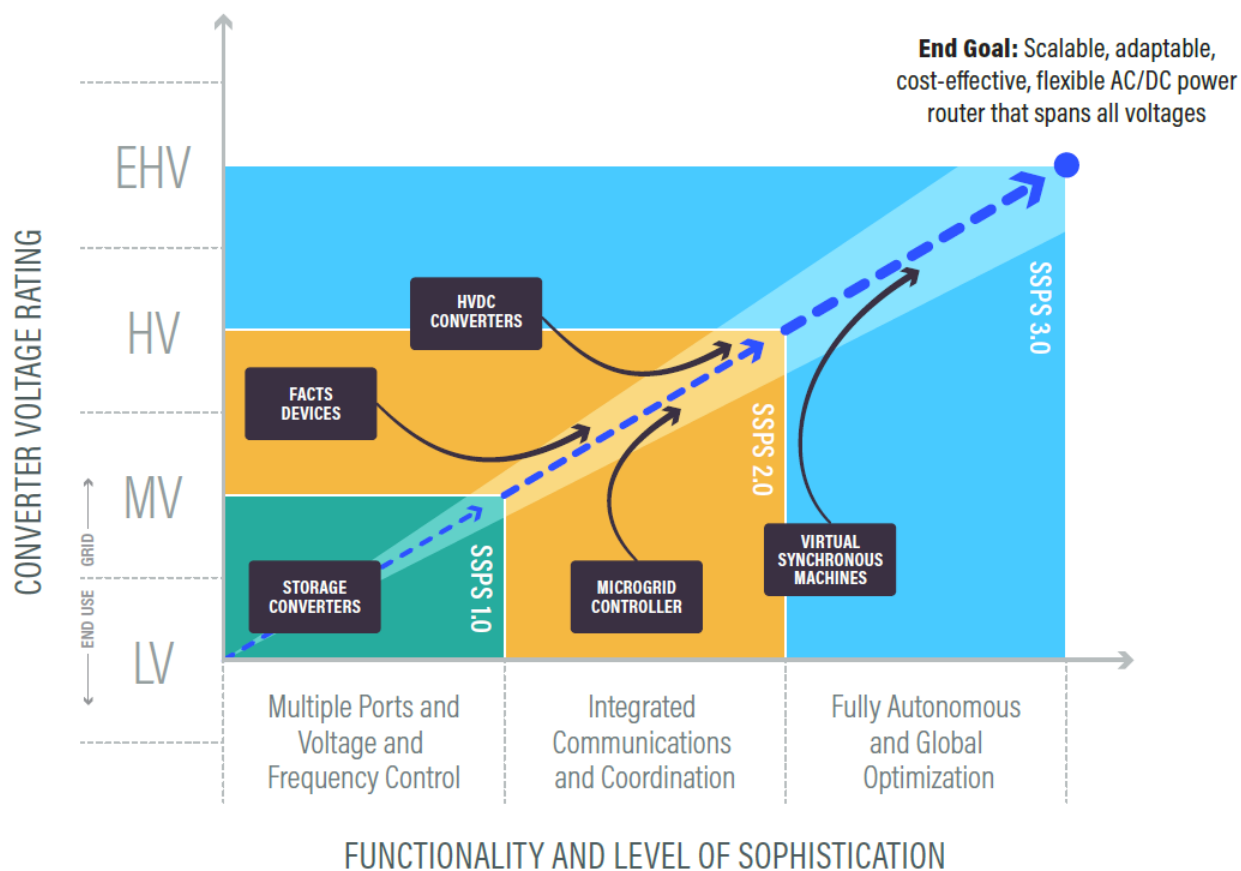 End Goal: Scalable, adaptable,
cost-effective, flexible AC/DC power
router that spans all voltages
CONVERTER VOLTAGE RATING
EHV
HV
MV
LV
GRID
END USE
HVDC
CONVERTERS
FACTS
DEVICES
STORAGE
CONVERTERS
MICROGRID
CONTROLLER
VIRTUAL
SYNCHRONOUS
MACHINES
SSPS 1.0
SSPS 2.0
SSPS 3.0
Multiple Ports and
Voltage and
Frequency Control
Integrated
Communications
and Coordination
Fully Autonomous
and Global
Optimization
FUNCTIONALITY AND LEVEL OF SOPHISTICATION